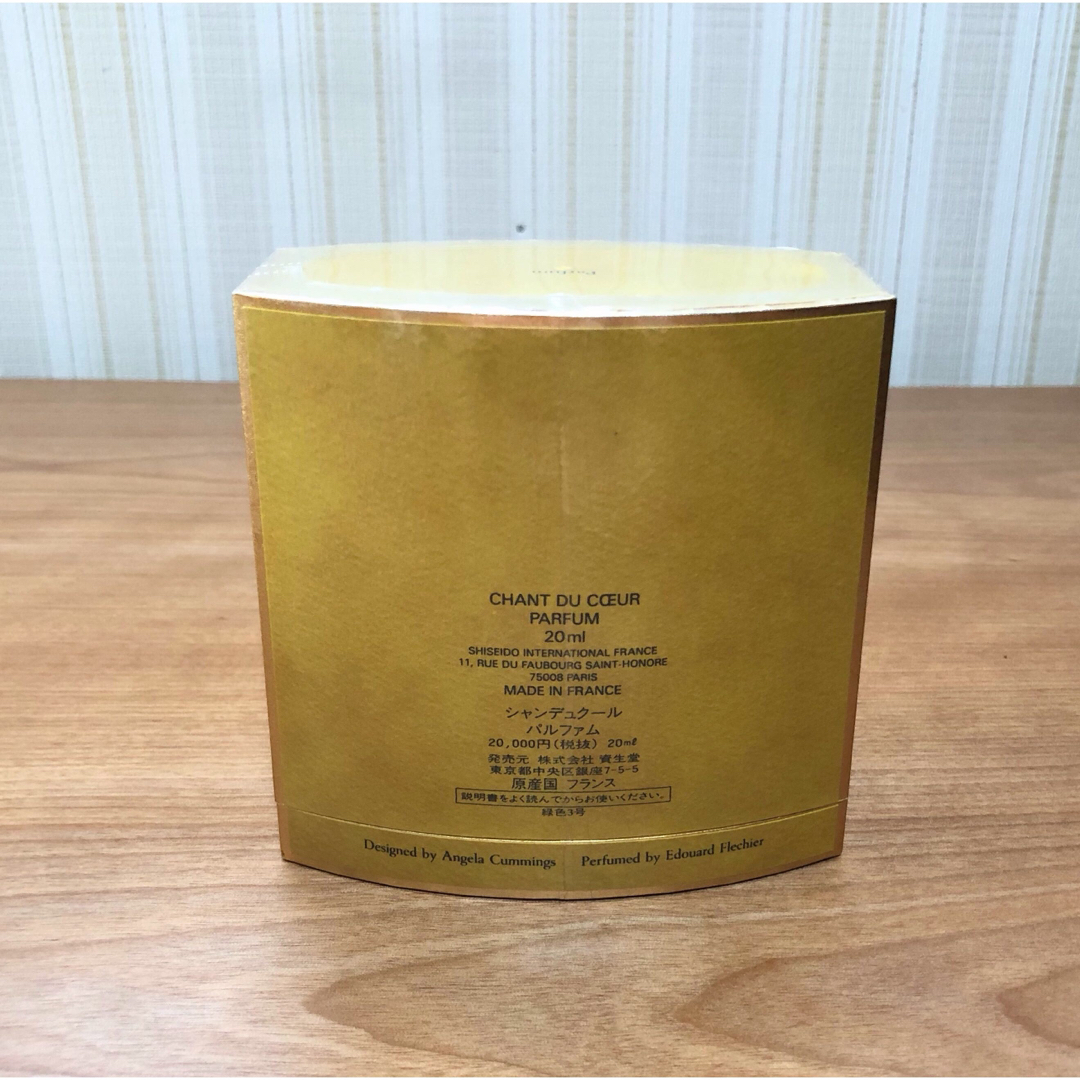 Parfum
CHANT DU CŒUR
PARFUM
20ml
SHISEIDO INTERNATIONAL FRANCE
11, RUE DU FAUBOURG SAINT-HONORE
75008 PARIS
MADE IN FRANCE
シャンデュクール
パルファム
20,000円(税抜) 20ml
発売元 株式会社 資生堂
東京都中央区銀座7-5-5
原産国 フランス
説明書をよく読んでからお使いください。
緑色3号
Designed by Angela Cummings Perfumed by Edouard Flechier